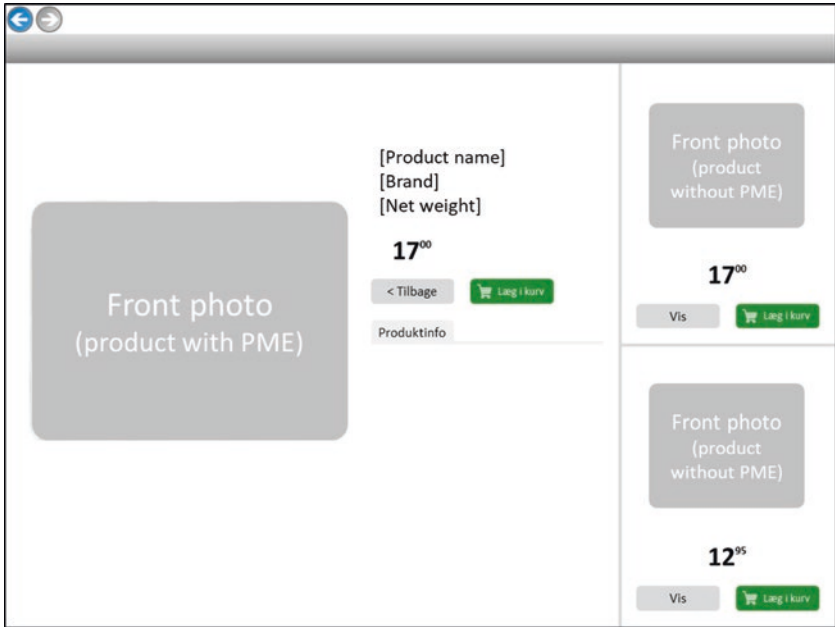 [Product name]
[Brand]
[Net weight]
17⁰⁰
< Tilbage
Læg i kurv
Produktinfo
Front photo
(product with PME)
Front photo
(product
without PME)
17⁰⁰
Vis
Læg i kurv
Front photo
(product
without PME)
12⁹⁵
Vis
Læg i kurv